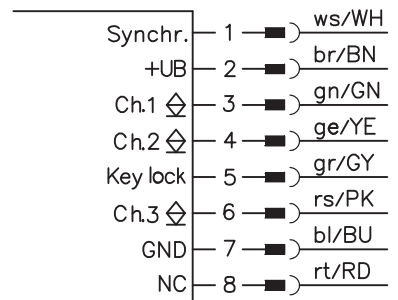 Synchr. 1 ws/WH
+UB 2 br/BN
Ch.1 3 gn/GN
Ch.2 4 ge/YE
Key lock 5 gr/GY
Ch.3 6 rs/PK
GND 7 bl/BU
NC 8 rt/RD